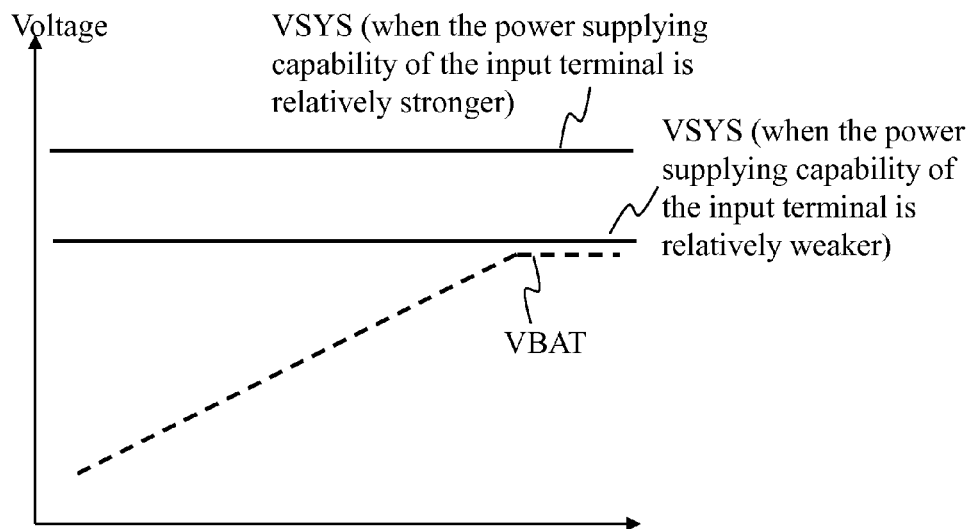 Voltage
VSYS (when the power supplying
capability of the input terminal is
relatively stronger)
VSYS (when the power
supplying capability of
the input terminal is
relatively weaker)
VBAT